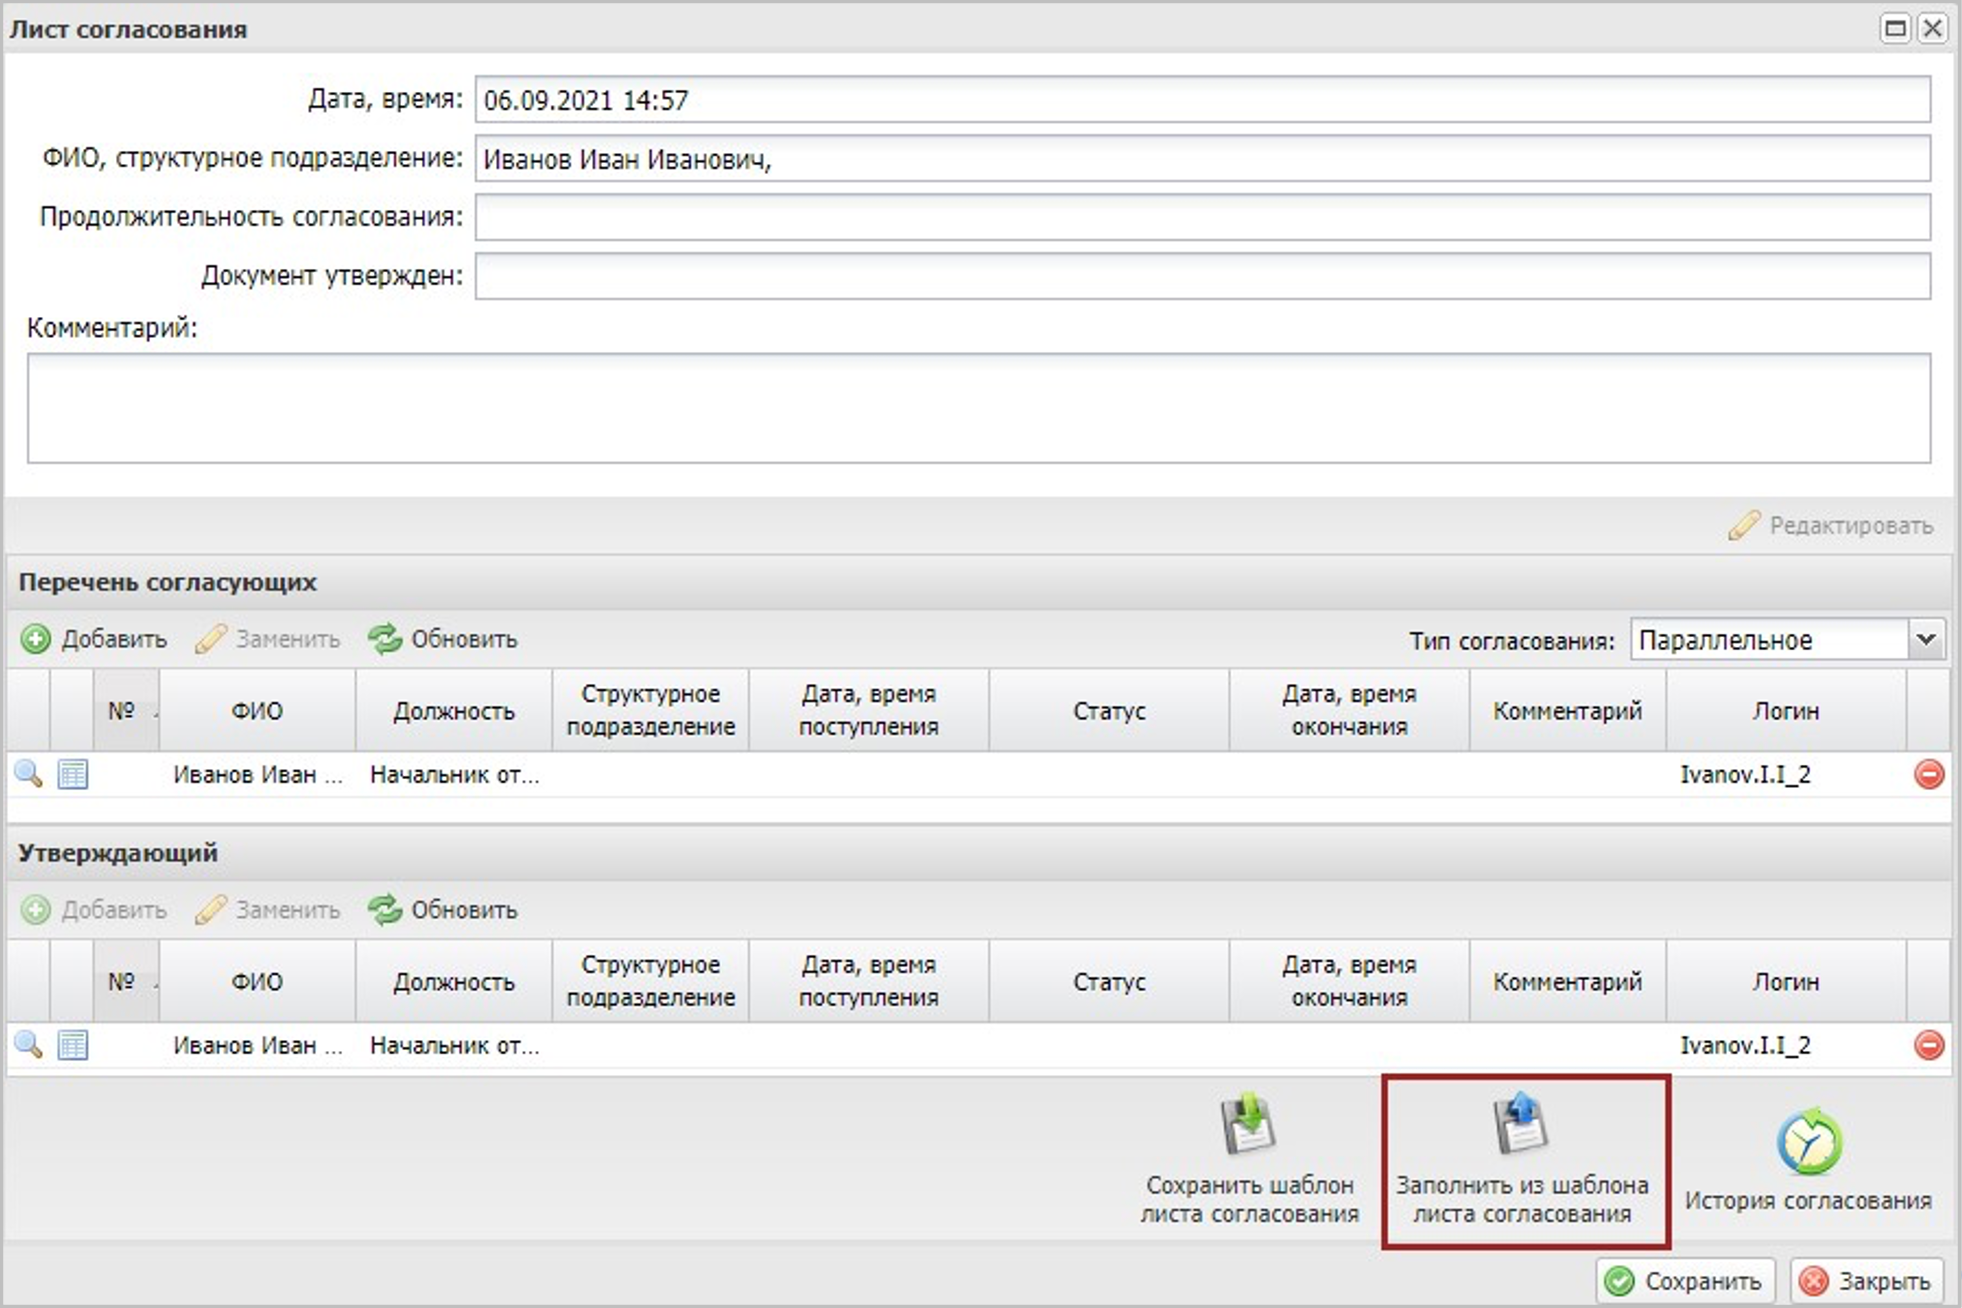 Лист согласования
Дата, время: 06.09.2021 14:57
ФИО, структурное подразделение: Иванов Иван Иванович,
Продолжительность согласования:
Документ утвержден:
Комментарий:
Редактировать
Перечень согласующих
Добавить Заменить Обновить Тип согласования: Параллельное
№ ФИО Должность Структурное подразделение Дата, время поступления Статус Дата, время окончания Комментарий Логин
Иванов Иван ... Начальник от... Ivanov.I.I_2
Утверждающий
Добавить Заменить Обновить
№ ФИО Должность Структурное подразделение Дата, время поступления Статус Дата, время окончания Комментарий Логин
Иванов Иван ... Начальник от... Ivanov.I.I_2
Сохранить шаблон
листа согласования
Заполнить из шаблона
листа согласования
История согласования
Сохранить Закрыть